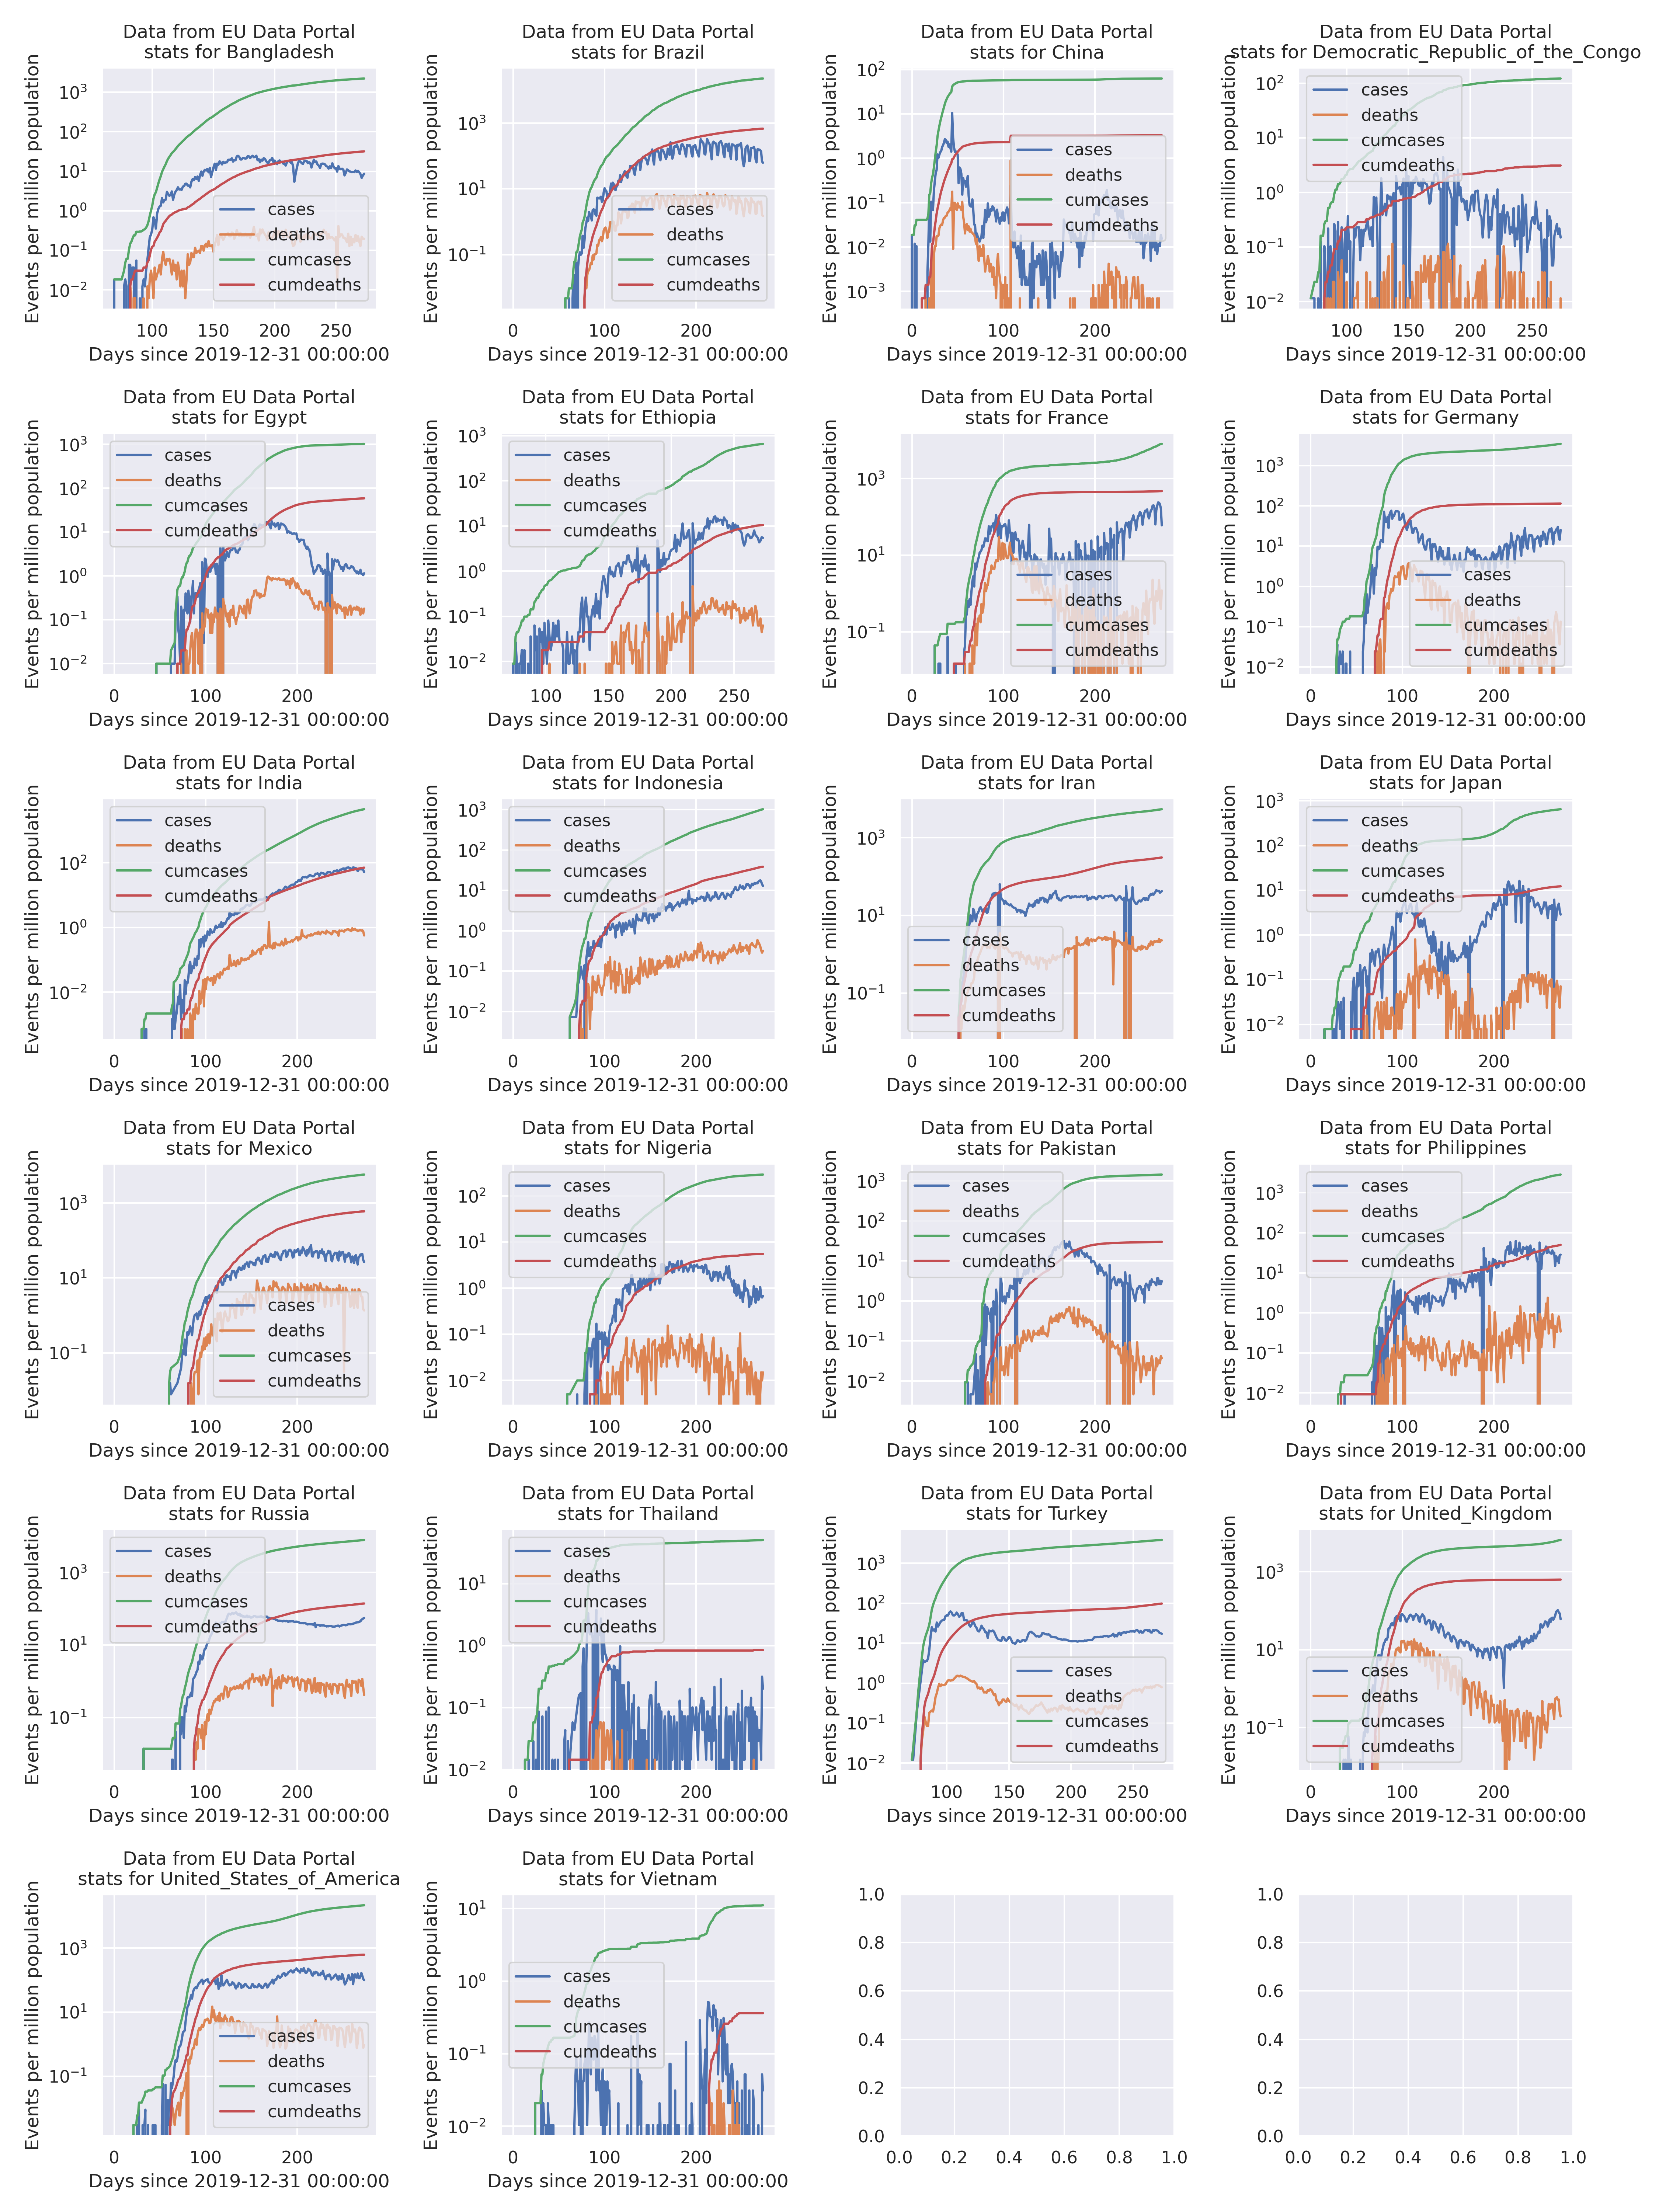 Data from EU Data Portal
stats for Bangladesh
Events per million population
10³
10²
10¹
10⁰
10⁻¹
10⁻²
cases
deaths
cumcases
cumdeaths
100 150 200 250
Days since 2019-12-31 00:00:00
Data from EU Data Portal
stats for Brazil
Events per million population
10³
10¹
10⁻¹
cases
deaths
cumcases
cumdeaths
0 100 200
Days since 2019-12-31 00:00:00
Data from EU Data Portal
stats for China
Events per million population
10²
10¹
10⁰
10⁻¹
10⁻²
10⁻³
cases
deaths
cumcases
cumdeaths
0 100 200
Days since 2019-12-31 00:00:00
Data from EU Data Portal
stats for Democratic_Republic_of_the_Congo
Events per million population
10²
10¹
10⁰
10⁻¹
10⁻²
cases
deaths
cumcases
cumdeaths
100 150 200 250
Days since 2019-12-31 00:00:00
Data from EU Data Portal
stats for Egypt
Events per million population
10³
10²
10¹
10⁰
10⁻¹
10⁻²
cases
deaths
cumcases
cumdeaths
0 100 200
Days since 2019-12-31 00:00:00
Data from EU Data Portal
stats for Ethiopia
Events per million population
10³
10²
10¹
10⁰
10⁻¹
10⁻²
cases
deaths
cumcases
cumdeaths
100 150 200 250
Days since 2019-12-31 00:00:00
Data from EU Data Portal
stats for France
Events per million population
10³
10¹
10⁻¹
cases
deaths
cumcases
cumdeaths
0 100 200
Days since 2019-12-31 00:00:00
Data from EU Data Portal
stats for Germany
Events per million population
10³
10²
10¹
10⁰
10⁻¹
10⁻²
cases
deaths
cumcases
cumdeaths
0 100 200
Days since 2019-12-31 00:00:00
Data from EU Data Portal
stats for India
Events per million population
10²
10⁰
10⁻²
cases
deaths
cumcases
cumdeaths
0 100 200
Days since 2019-12-31 00:00:00
Data from EU Data Portal
stats for Indonesia
Events per million population
10³
10²
10¹
10⁰
10⁻¹
10⁻²
cases
deaths
cumcases
cumdeaths
0 100 200
Days since 2019-12-31 00:00:00
Data from EU Data Portal
stats for Iran
Events per million population
10³
10¹
10⁻¹
cases
deaths
cumcases
cumdeaths
0 100 200
Days since 2019-12-31 00:00:00
Data from EU Data Portal
stats for Japan
Events per million population
10³
10²
10¹
10⁰
10⁻¹
10⁻²
cases
deaths
cumcases
cumdeaths
0 100 200
Days since 2019-12-31 00:00:00
Data from EU Data Portal
stats for Mexico
Events per million population
10³
10¹
10⁻¹
cases
deaths
cumcases
cumdeaths
0 100 200
Days since 2019-12-31 00:00:00
Data from EU Data Portal
stats for Nigeria
Events per million population
10²
10¹
10⁰
10⁻¹
10⁻²
cases
deaths
cumcases
cumdeaths
0 100 200
Days since 2019-12-31 00:00:00
Data from EU Data Portal
stats for Pakistan
Events per million population
10³
10²
10¹
10⁰
10⁻¹
10⁻²
cases
deaths
cumcases
cumdeaths
0 100 200
Days since 2019-12-31 00:00:00
Data from EU Data Portal
stats for Philippines
Events per million population
10³
10²
10¹
10⁰
10⁻¹
10⁻²
cases
deaths
cumcases
cumdeaths
0 100 200
Days since 2019-12-31 00:00:00
Data from EU Data Portal
stats for Russia
Events per million population
10³
10¹
10⁻¹
cases
deaths
cumcases
cumdeaths
0 100 200
Days since 2019-12-31 00:00:00
Data from EU Data Portal
stats for Thailand
Events per million population
10¹
10⁰
10⁻¹
10⁻²
cases
deaths
cumcases
cumdeaths
0 100 200
Days since 2019-12-31 00:00:00
Data from EU Data Portal
stats for Turkey
Events per million population
10³
10²
10¹
10⁰
10⁻¹
10⁻²
cases
deaths
cumcases
cumdeaths
100 150 200 250
Days since 2019-12-31 00:00:00
Data from EU Data Portal
stats for United_Kingdom
Events per million population
10³
10¹
10⁻¹
cases
deaths
cumcases
cumdeaths
0 100 200
Days since 2019-12-31 00:00:00
Data from EU Data Portal
stats for United_States_of_America
Events per million population
10³
10¹
10⁻¹
cases
deaths
cumcases
cumdeaths
0 100 200
Days since 2019-12-31 00:00:00
Data from EU Data Portal
stats for Vietnam
Events per million population
10¹
10⁰
10⁻¹
10⁻²
cases
deaths
cumcases
cumdeaths
0 100 200
Days since 2019-12-31 00:00:00
1.0
0.8
0.6
0.4
0.2
0.0
0.0 0.2 0.4 0.6 0.8 1.0
1.0
0.8
0.6
0.4
0.2
0.0
0.0 0.2 0.4 0.6 0.8 1.0